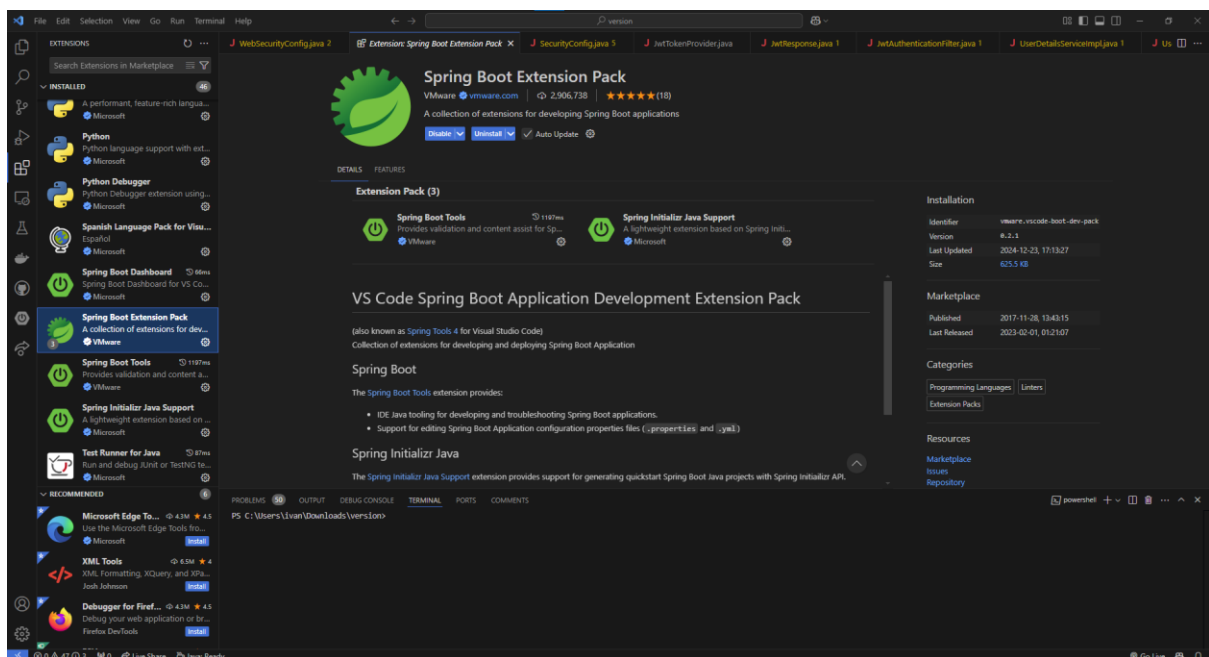 File Edit Selection View Go Run Terminal Help
version
EXTENSIONS
WebSecurityConfig.java 2
Extension: Spring Boot Extension Pack
SecurityConfig.java 5
JwtTokenProvider.java
JwtResponse.java 1
JwtAuthenticationFilter.java 1
UserDetailsServiceImpl.java 1
Us
Search Extensions in Marketplace
INSTALLED 46
A performant, feature-rich langua...
Microsoft
Python
Python language support with ext...
Microsoft
Python Debugger
Python Debugger extension using...
Microsoft
Spanish Language Pack for Visu...
Español
Microsoft
Spring Boot Dashboard 66ms
Spring Boot Dashboard for VS Co...
Microsoft
Spring Boot Extension Pack
A collection of extensions for dev...
3
VMware
Spring Boot Tools 1197ms
Provides validation and content a...
VMware
Spring Initializr Java Support
A lightweight extension based on ...
Microsoft
Test Runner for Java 87ms
Run and debug JUnit or TestNG te...
Microsoft
RECOMMENDED 6
Microsoft Edge To... 4.3M 4.5
Use the Microsoft Edge Tools fro...
Microsoft Install
XML Tools 6.5M 4
XML Formatting, XQuery, and XPa...
Josh Johnson Install
Debugger for Firef... 4.3M 4.5
Debug your web application or br...
Firefox DevTools Install
Spring Boot Extension Pack
VMware vmware.com 2,906,738 (18)
A collection of extensions for developing Spring Boot applications
Disable Uninstall Auto Update
DETAILS FEATURES
Extension Pack (3)
Spring Boot Tools 1197ms
Provides validation and content assist for Sp...
VMware
Spring Initializr Java Support
A lightweight extension based on Spring Initi...
Microsoft
VS Code Spring Boot Application Development Extension Pack
(also known as Spring Tools 4 for Visual Studio Code)
Collection of extensions for developing and deploying Spring Boot Application
Spring Boot
The Spring Boot Tools extension provides:
• IDE Java tooling for developing and troubleshooting Spring Boot applications.
• Support for editing Spring Boot Application configuration properties files (.properties and .yml)
Spring Initializr Java
The Spring Initializr Java Support extension provides support for generating quickstart Spring Boot Java projects with Spring Initiailizr API.
Installation
Identifier vmware.vscode-boot-dev-pack
Version 0.2.1
Last Updated 2024-12-23, 17:13:27
Size 625.5 KB
Marketplace
Published 2017-11-28, 13:43:15
Last Released 2023-02-01, 01:21:07
Categories
Programming Languages Linters
Extension Packs
Resources
Marketplace
Issues
Repository
PROBLEMS 50 OUTPUT DEBUG CONSOLE TERMINAL PORTS COMMENTS
powershell
PS C:\Users\ivan\Downloads\version>
0 47 3 0 Live Share Java: Ready
Go Live